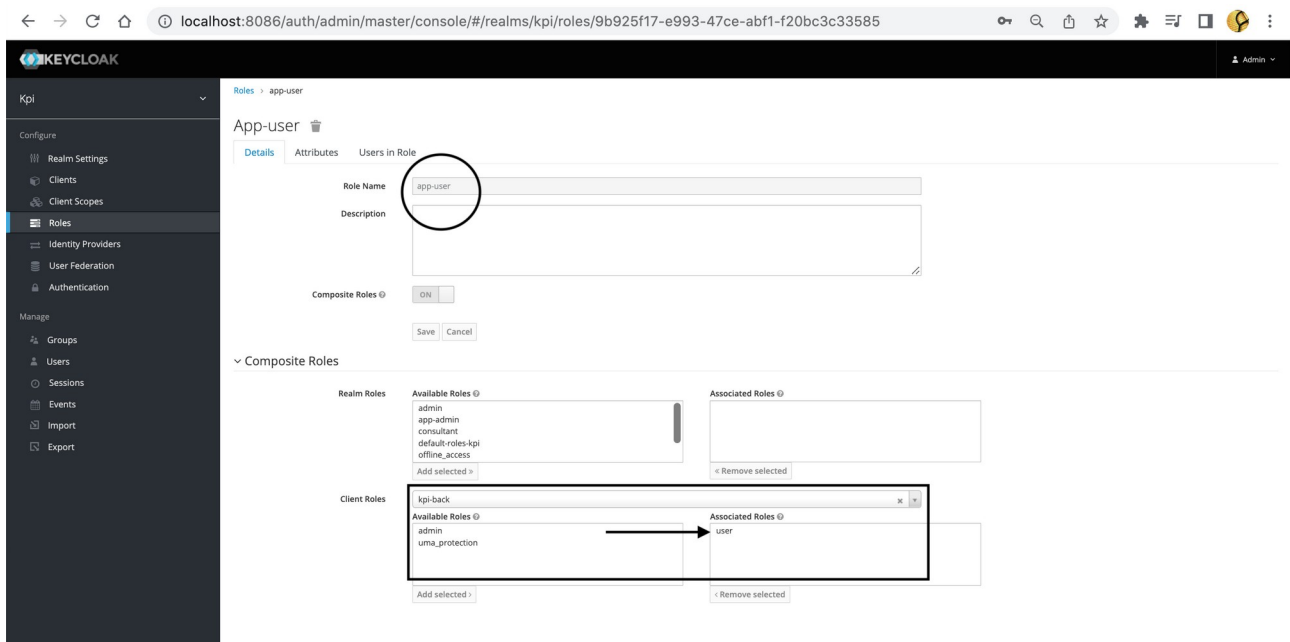 localhost:8086/auth/admin/master/console/#/realms/kpi/roles/9b925f17-e993-47ce-abf1-f20bc3c33585
KEYCLOAK
Admin
Kpi
Configure
Realm Settings
Clients
Client Scopes
Roles
Identity Providers
User Federation
Authentication
Manage
Groups
Users
Sessions
Events
Import
Export
Roles > app-user
App-user
Details Attributes Users in Role
Role Name app-user
Description
Composite Roles ON
Save Cancel
Composite Roles
Realm Roles Available Roles Associated Roles
admin
app-admin
consultant
default-roles-kpi
offline_access
Add selected » « Remove selected
Client Roles kpi-back
Available Roles Associated Roles
admin user
uma_protection
Add selected › ‹ Remove selected